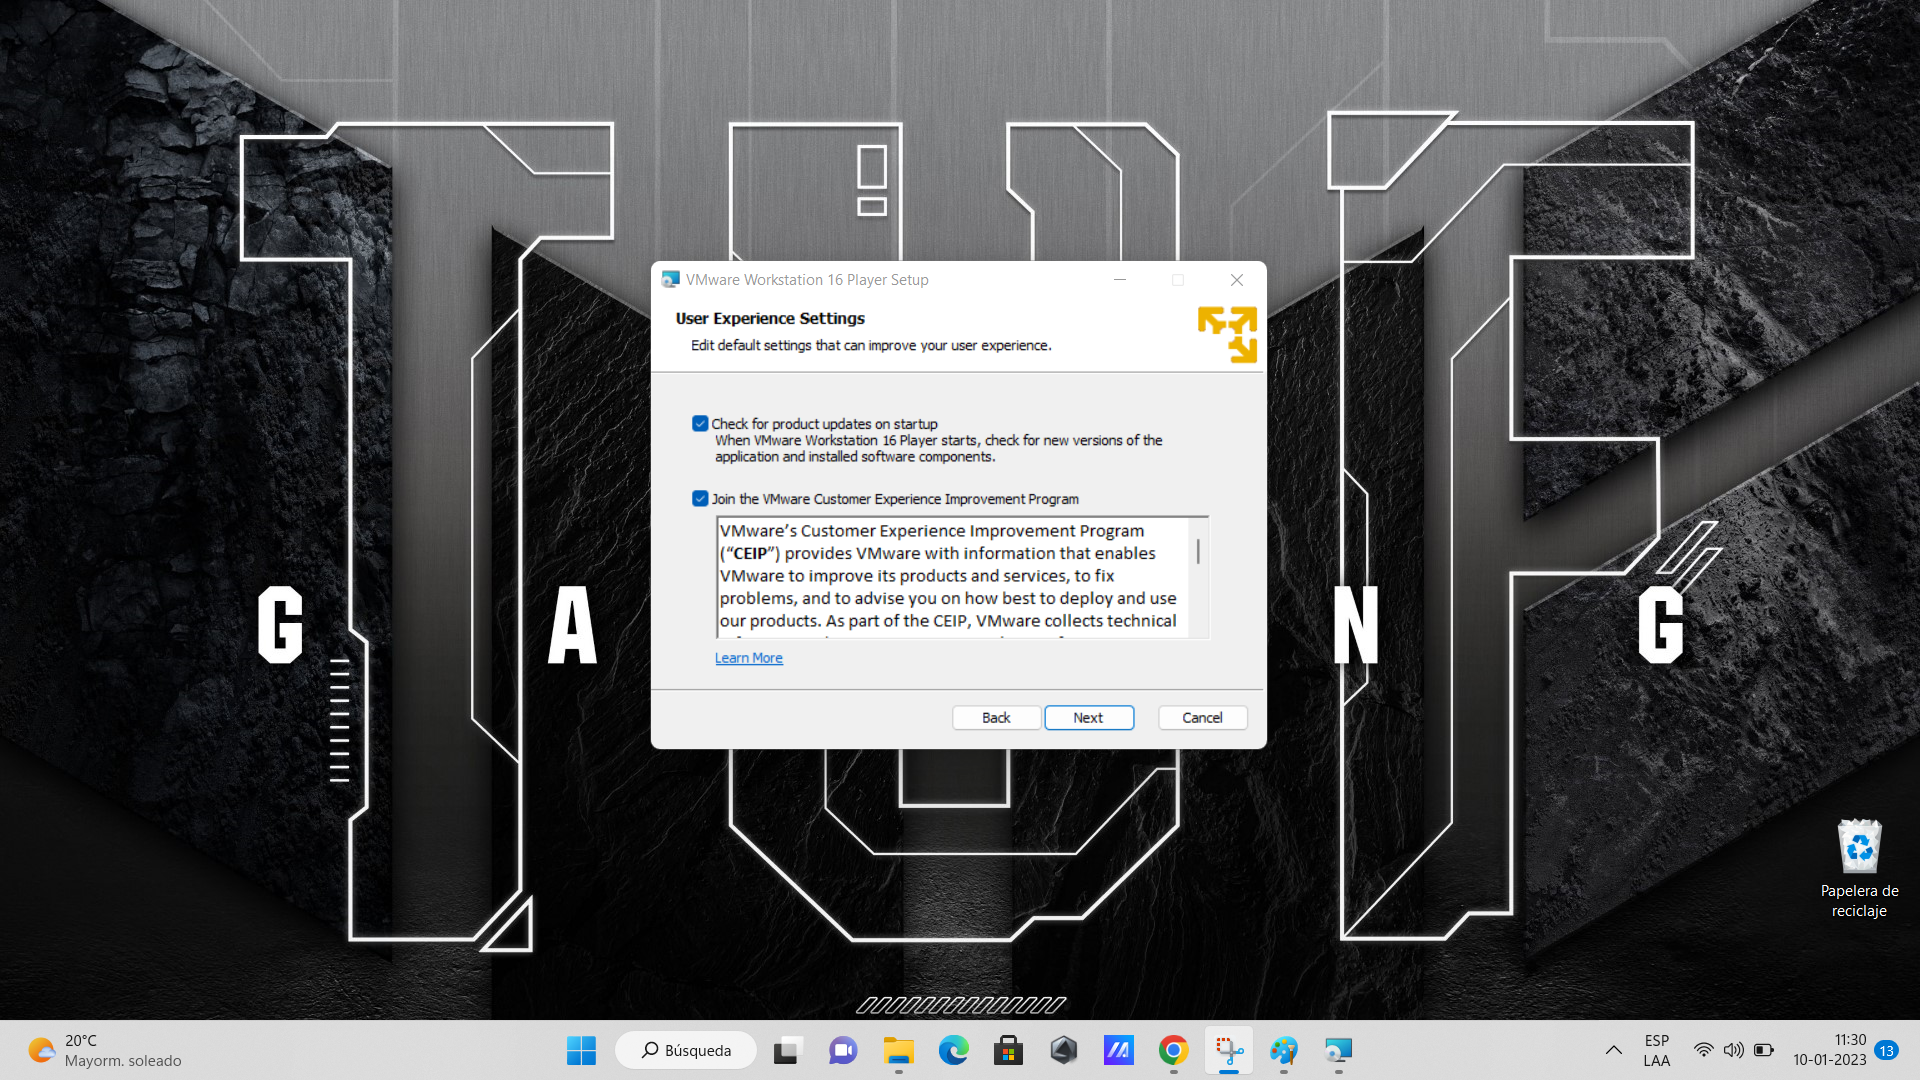 VMware Workstation 16 Player Setup
User Experience Settings
Edit default settings that can improve your user experience.
Check for product updates on startup
When VMware Workstation 16 Player starts, check for new versions of the
application and installed software components.
Join the VMware Customer Experience Improvement Program
VMware's Customer Experience Improvement Program
("CEIP") provides VMware with information that enables
VMware to improve its products and services, to fix
problems, and to advise you on how best to deploy and use
our products. As part of the CEIP, VMware collects technical
Learn More
Back
Next
Cancel
G A N G
Papelera de
reciclaje
20°C
Mayorm. soleado
Búsqueda
ESP
LAA
11:30
10-01-2023
13